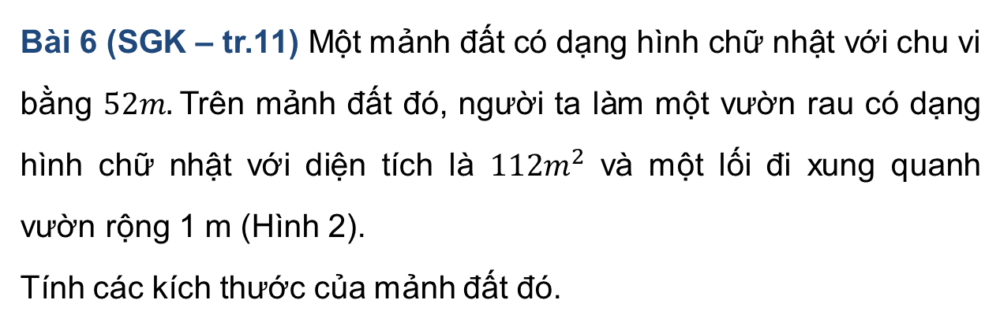 Bài 6 (SGK – tr.11) Một mảnh đất có dạng hình chữ nhật với chu vi
bằng 52m. Trên mảnh đất đó, người ta làm một vườn rau có dạng
hình chữ nhật với diện tích là 112m² và một lối đi xung quanh
vườn rộng 1 m (Hình 2).
Tính các kích thước của mảnh đất đó.